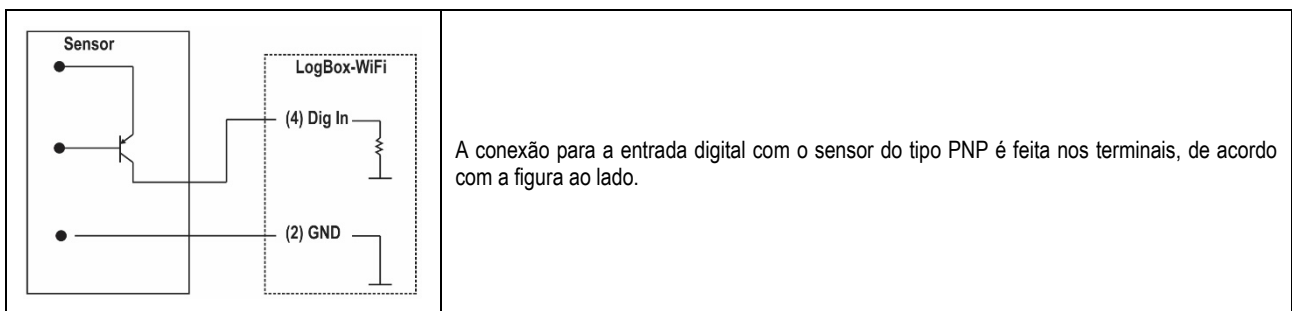 Sensor
LogBox-WiFi
(4) Dig In
(2) GND
A conexão para a entrada digital com o sensor do tipo PNP é feita nos terminais, de acordo
com a figura ao lado.